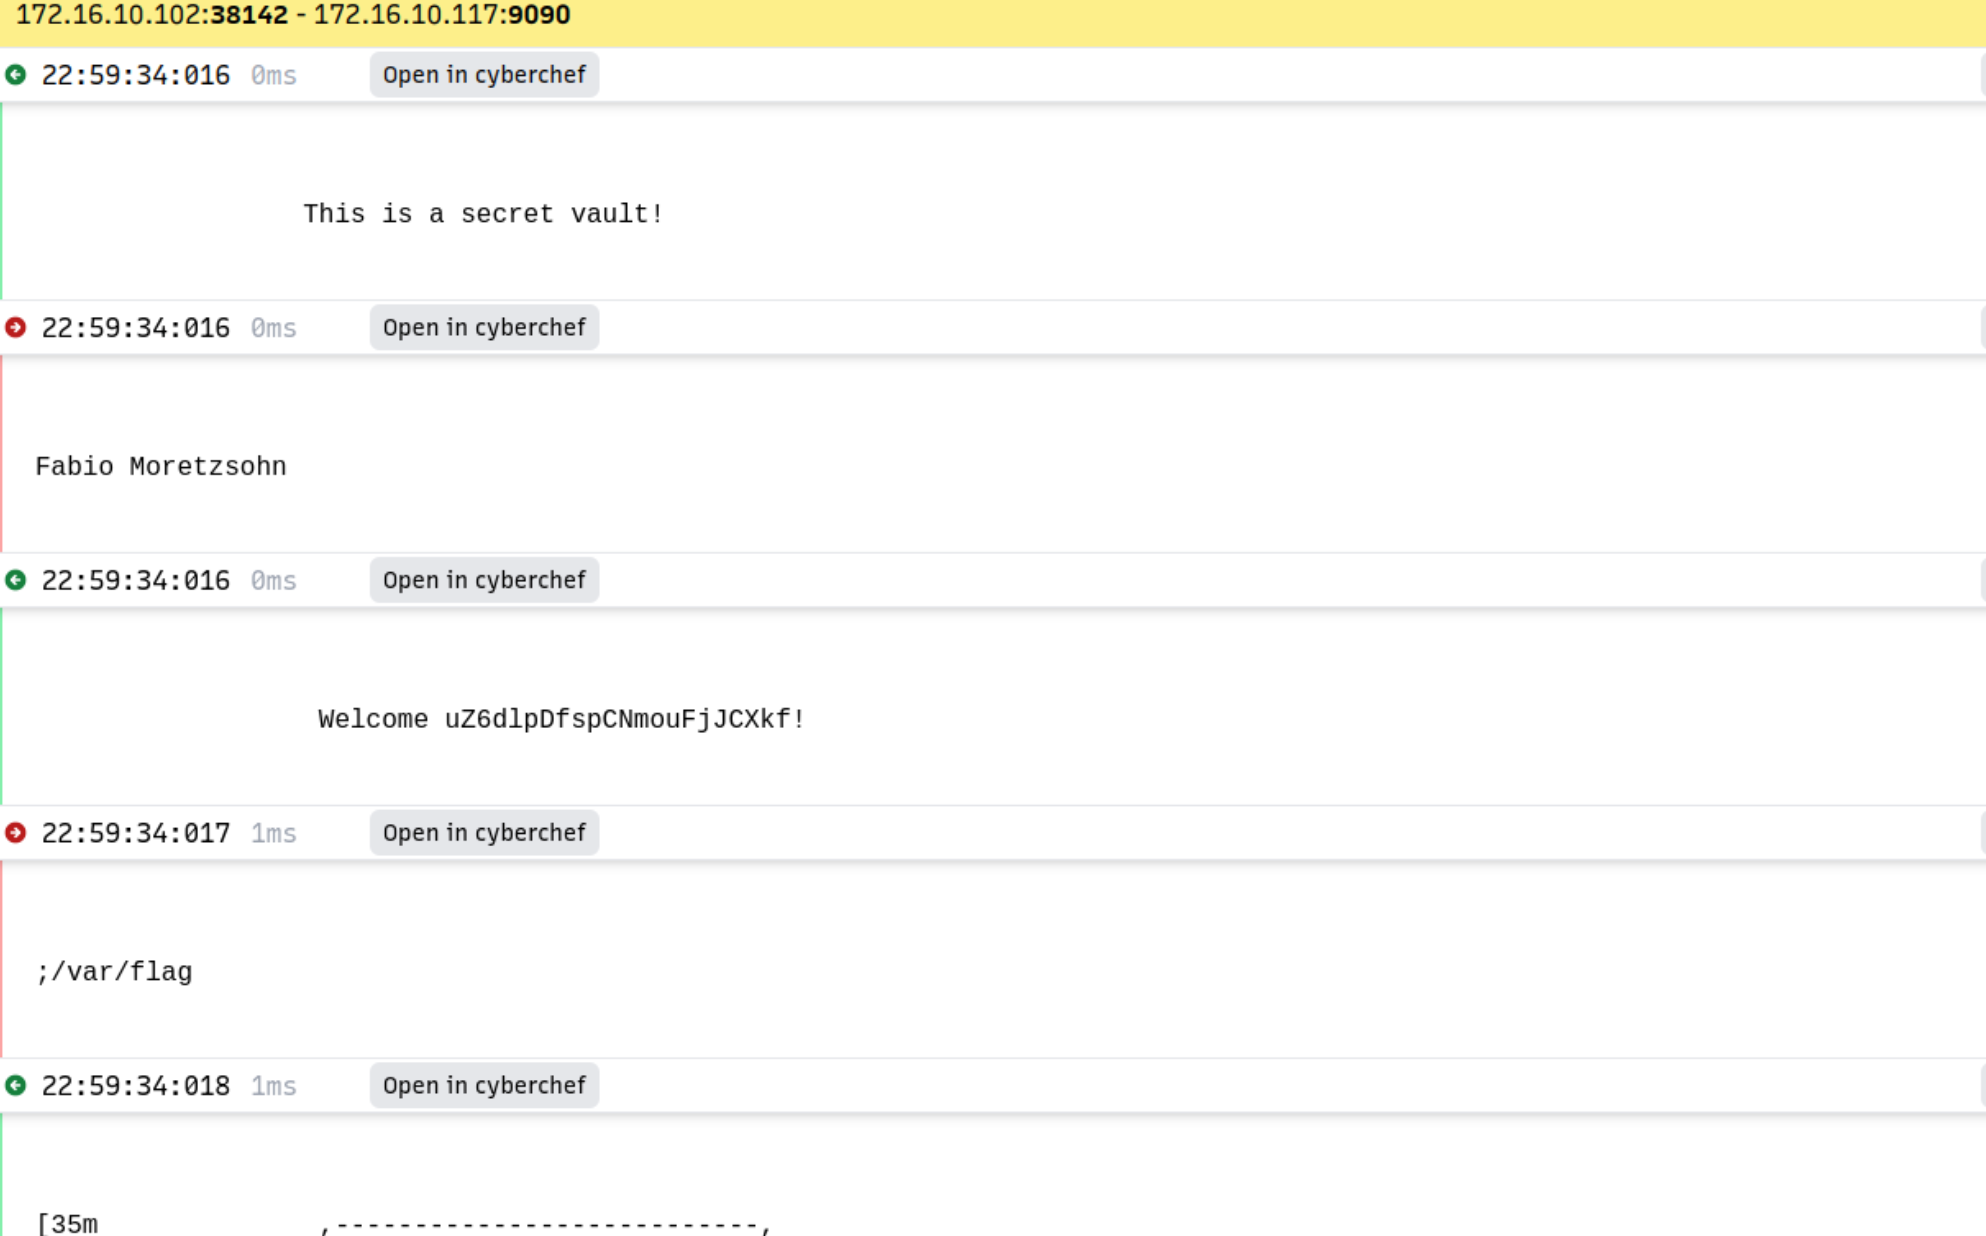 172.16.10.102:38142 - 172.16.10.117:9090
22:59:34:016 0ms Open in cyberchef
This is a secret vault!
22:59:34:016 0ms Open in cyberchef
Fabio Moretzsohn
22:59:34:016 0ms Open in cyberchef
Welcome uZ6dlpDfspCNmouFjJCXkf!
22:59:34:017 1ms Open in cyberchef
;/var/flag
22:59:34:018 1ms Open in cyberchef
[35m ,---------------------------,